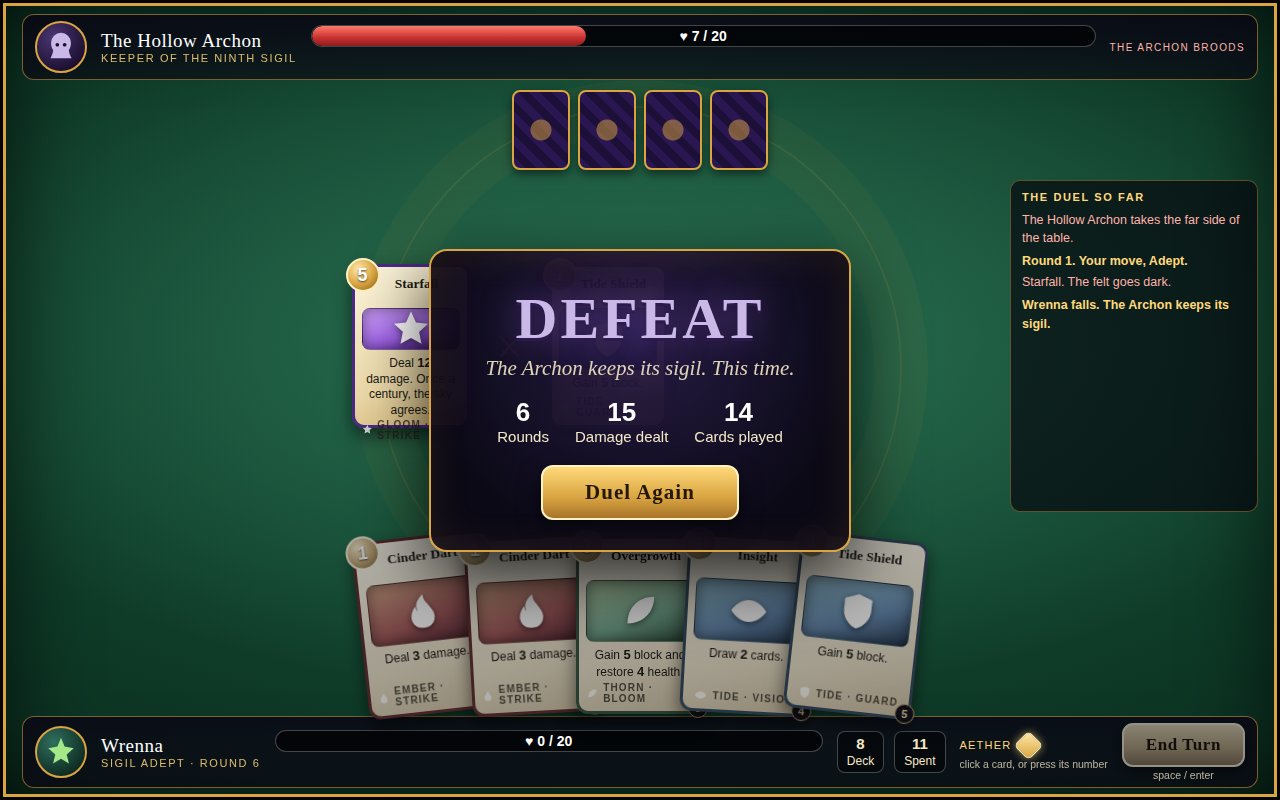 The Hollow Archon
KEEPER OF THE NINTH SIGIL
♥ 7 / 20
THE ARCHON BROODS
THE DUEL SO FAR
The Hollow Archon takes the far side of
the table.
Round 1. Your move, Adept.
Starfall. The felt goes dark.
Wrenna falls. The Archon keeps its
sigil.
5
Starfall
Deal 12
damage. Once a
century, the sky
agrees.
GLOOM ·
STRIKE
Tide Shield
Gain 5 block.
DEFEAT
The Archon keeps its sigil. This time.
6
Rounds
15
Damage dealt
14
Cards played
Duel Again
1
Cinder Dart
Deal 3 damage.
EMBER ·
STRIKE
Cinder Dart
Deal 3 damage.
EMBER ·
STRIKE
Overgrowth
Gain 5 block and
restore 4 health
THORN ·
BLOOM
Insight
Draw 2 cards.
TIDE · VISIO
4
Tide Shield
Gain 5 block.
TIDE · GUARD
5
Wrenna
SIGIL ADEPT · ROUND 6
♥ 0 / 20
8
Deck
11
Spent
AETHER
click a card, or press its number
End Turn
space / enter